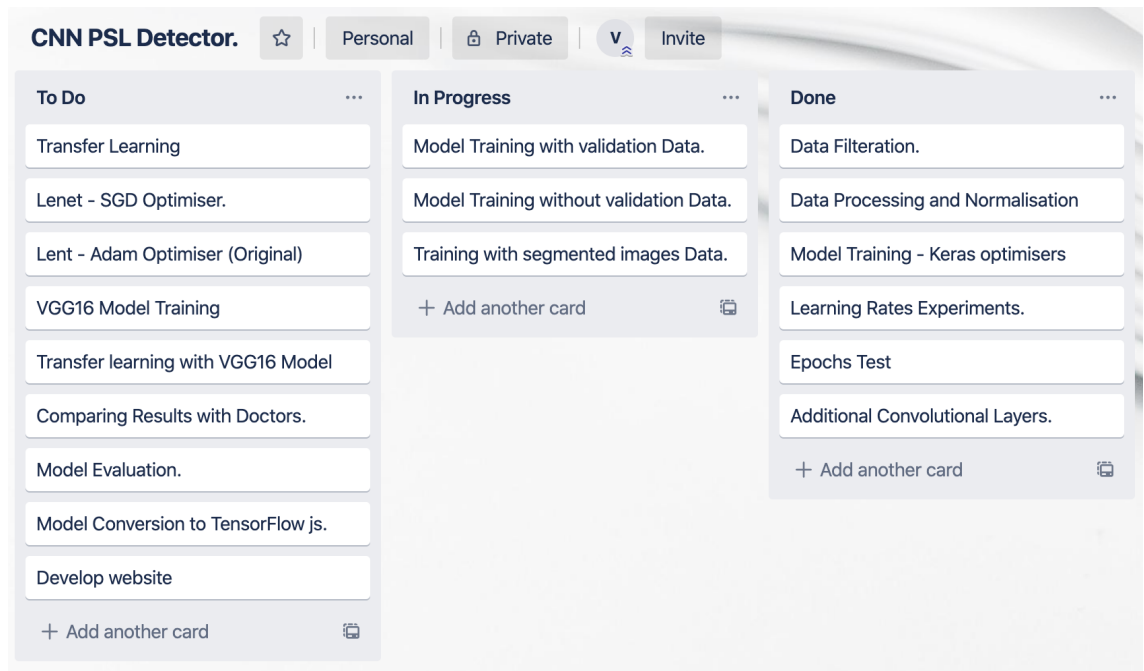 CNN PSL Detector.
Personal
Private
V
Invite
To Do
Transfer Learning
Lenet - SGD Optimiser.
Lent - Adam Optimiser (Original)
VGG16 Model Training
Transfer learning with VGG16 Model
Comparing Results with Doctors.
Model Evaluation.
Model Conversion to TensorFlow js.
Develop website
+ Add another card
In Progress
Model Training with validation Data.
Model Training without validation Data.
Training with segmented images Data.
+ Add another card
Done
Data Filteration.
Data Processing and Normalisation
Model Training - Keras optimisers
Learning Rates Experiments.
Epochs Test
Additional Convolutional Layers.
+ Add another card